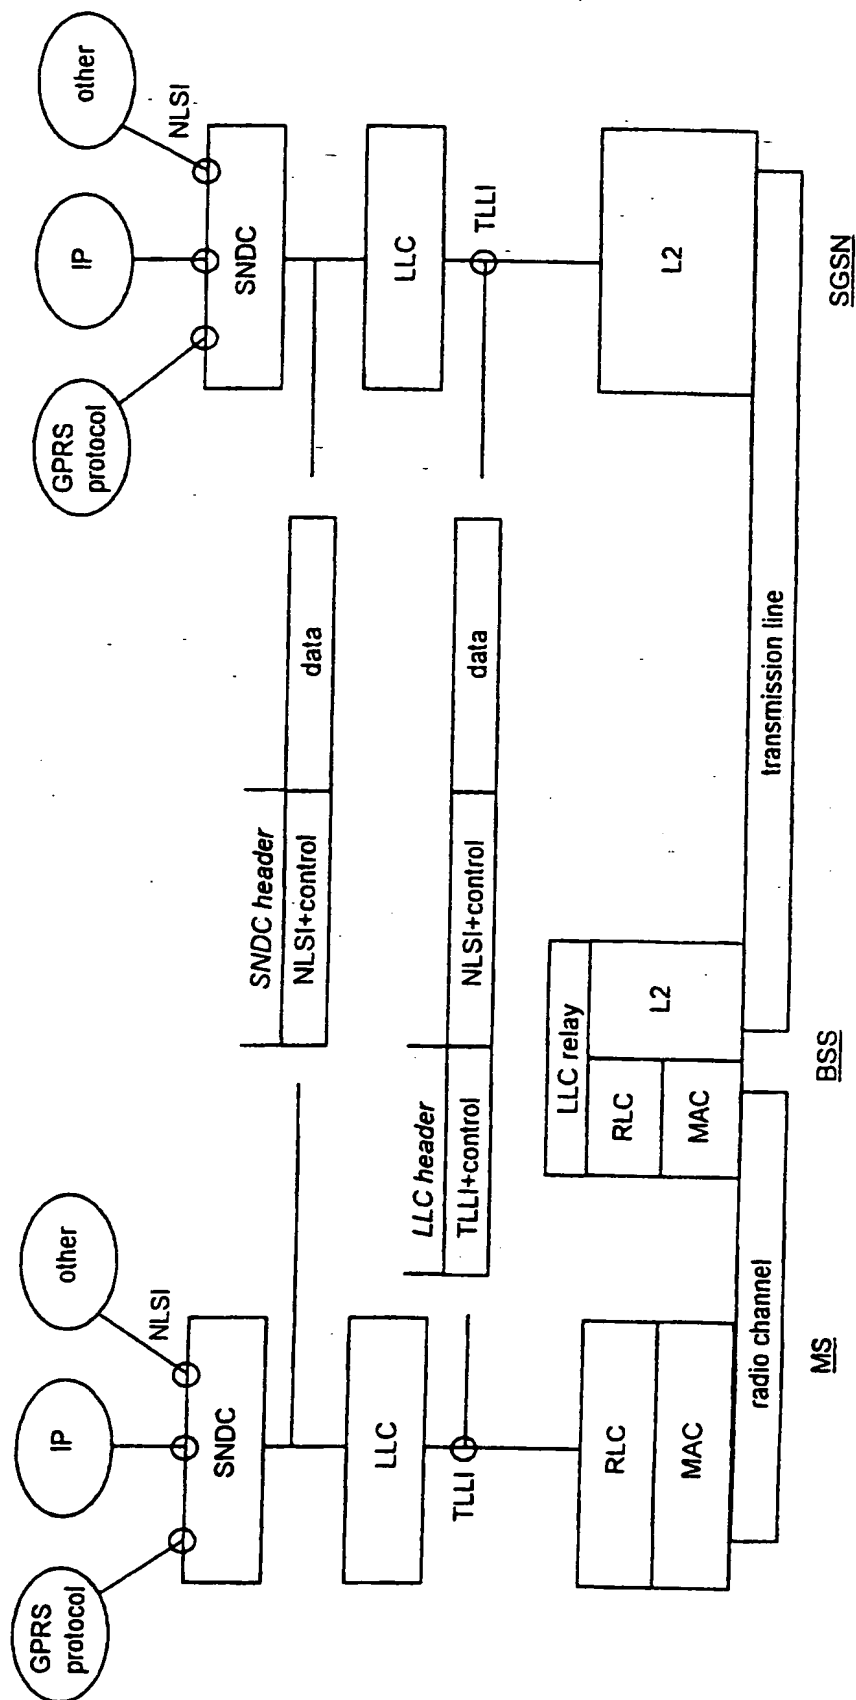 GPRS
protocol
IP
other
NLSI
SNDC
LLC
TLLI
RLC
MAC
radio channel
MS
SNDC header
NLSI+control
data
LLC header
TLLI+control
NLSI+control
data
LLC relay
RLC
MAC
L2
BSS
transmission line
GPRS
protocol
IP
other
NLSI
SNDC
LLC
TLLI
L2
SGSN